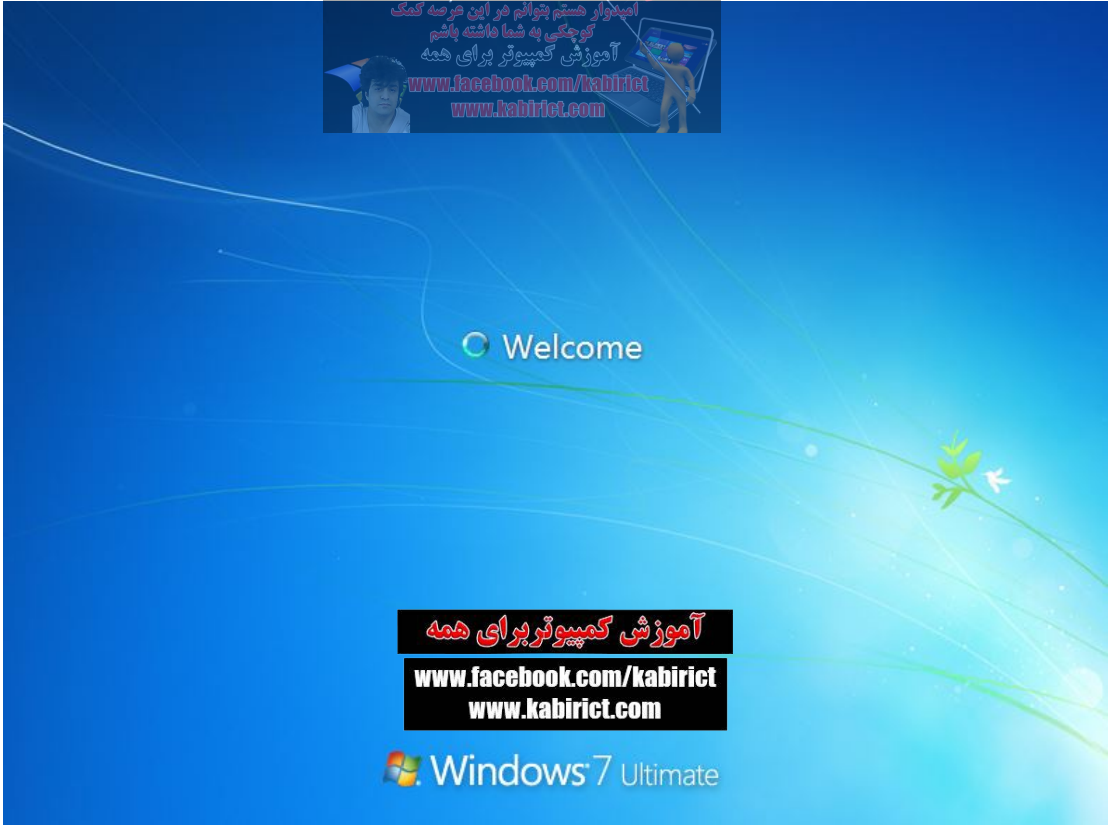 امیدوار هستم بتوانم در این عرصه کمک
کوچکی به شما داشته باشم
آموزش کمپیوتر برای همه
www.facebook.com/kabirict
www.kabirict.com
Welcome
آموزش کمپیوتربرای همه
www.facebook.com/kabirict
www.kabirict.com
Windows 7 Ultimate